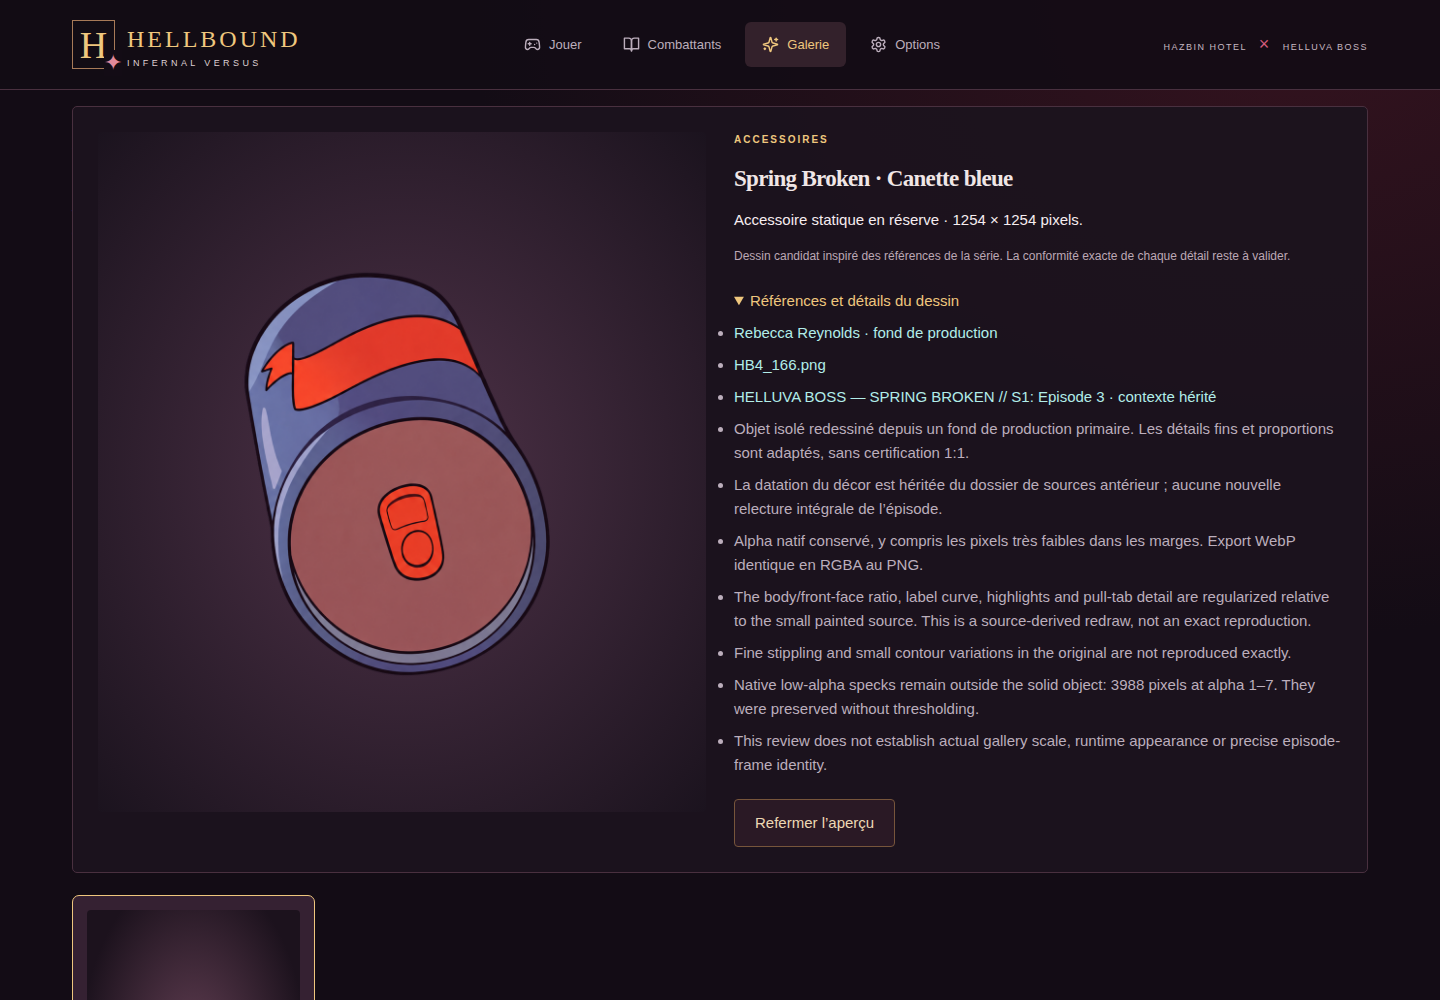 H
HELLBOUND
INFERNAL VERSUS
Jouer
Combattants
Galerie
Options
HAZBIN HOTEL × HELLUVA BOSS
ACCESSOIRES
Spring Broken · Canette bleue
Accessoire statique en réserve · 1254 × 1254 pixels.
Dessin candidat inspiré des références de la série. La conformité exacte de chaque détail reste à valider.
▼ Références et détails du dessin
• Rebecca Reynolds · fond de production
• HB4_166.png
• HELLUVA BOSS — SPRING BROKEN // S1: Episode 3 · contexte hérité
• Objet isolé redessiné depuis un fond de production primaire. Les détails fins et proportions
sont adaptés, sans certification 1:1.
• La datation du décor est héritée du dossier de sources antérieur ; aucune nouvelle
relecture intégrale de l’épisode.
• Alpha natif conservé, y compris les pixels très faibles dans les marges. Export WebP
identique en RGBA au PNG.
• The body/front-face ratio, label curve, highlights and pull-tab detail are regularized relative
to the small painted source. This is a source-derived redraw, not an exact reproduction.
• Fine stippling and small contour variations in the original are not reproduced exactly.
• Native low-alpha specks remain outside the solid object: 3988 pixels at alpha 1–7. They
were preserved without thresholding.
• This review does not establish actual gallery scale, runtime appearance or precise episode-
frame identity.
Refermer l’aperçu